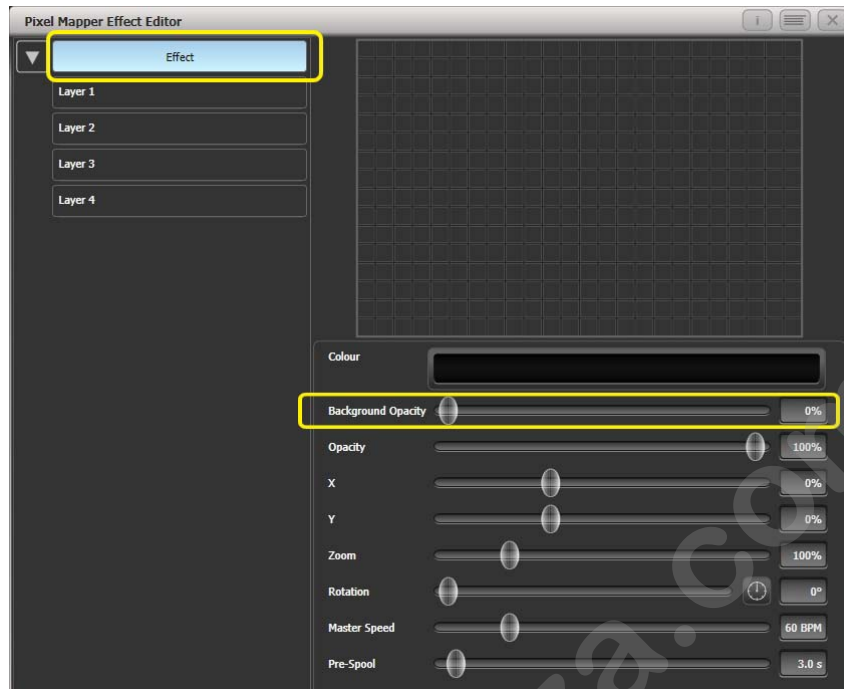 Pixel Mapper Effect Editor
Effect
Layer 1
Layer 2
Layer 3
Layer 4
Colour
Background Opacity 0%
Opacity 100%
X 0%
Y 0%
Zoom 100%
Rotation 0°
Master Speed 60 BPM
Pre-Spool 3.0 s